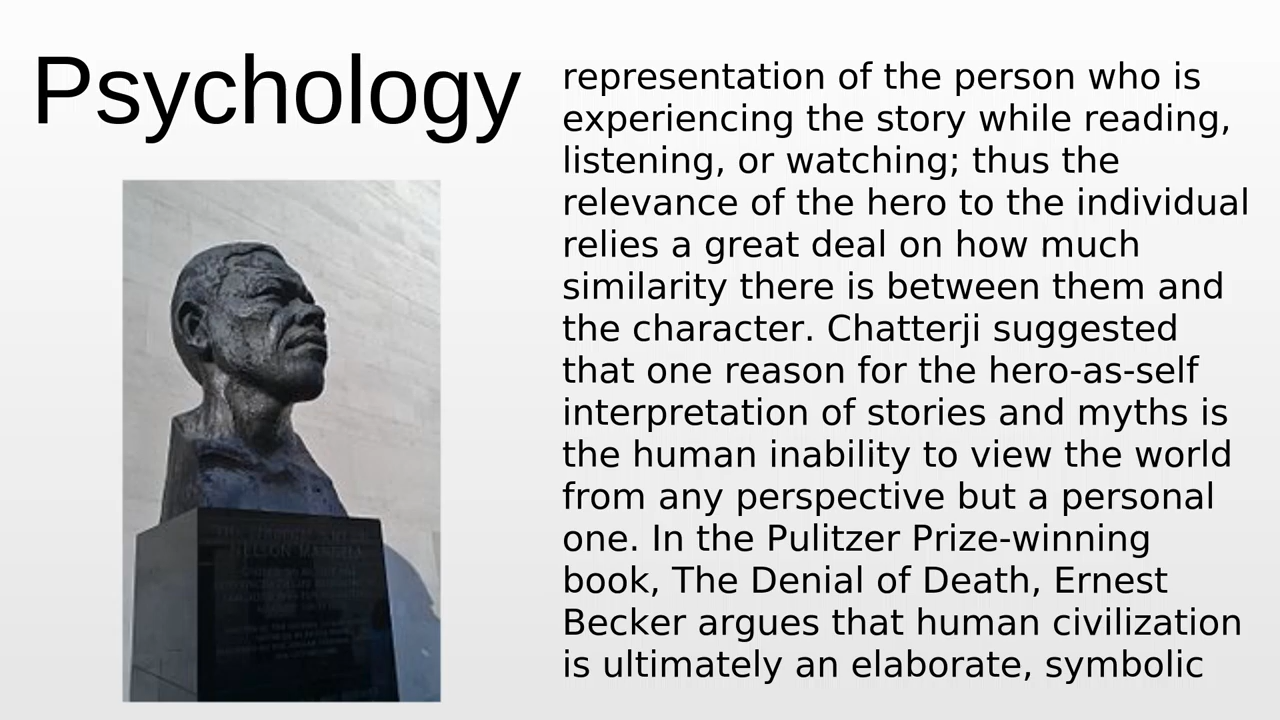 Psychology
representation of the person who is
experiencing the story while reading,
listening, or watching; thus the
relevance of the hero to the individual
relies a great deal on how much
similarity there is between them and
the character. Chatterji suggested
that one reason for the hero-as-self
interpretation of stories and myths is
the human inability to view the world
from any perspective but a personal
one. In the Pulitzer Prize-winning
book, The Denial of Death, Ernest
Becker argues that human civilization
is ultimately an elaborate, symbolic
NELSON MANDELA